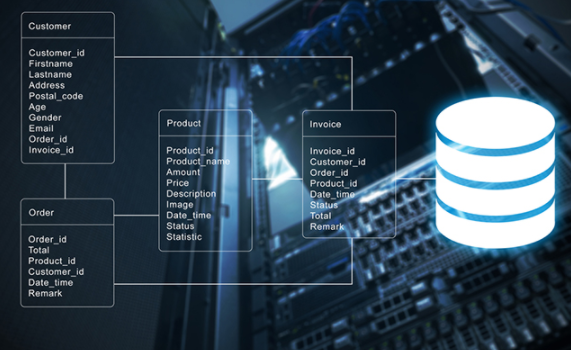 Customer
Customer_id
Firstname
Lastname
Address
Postal_code
Age
Gender
Email
Order_id
Invoice_id
Product
Product_id
Product_name
Amount
Price
Description
Image
Date_time
Status
Statistic
Invoice
Invoice_id
Customer_id
Order_id
Product_id
Date_time
Status
Total
Remark
Order
Order_id
Total
Product_id
Customer_id
Date_time
Remark